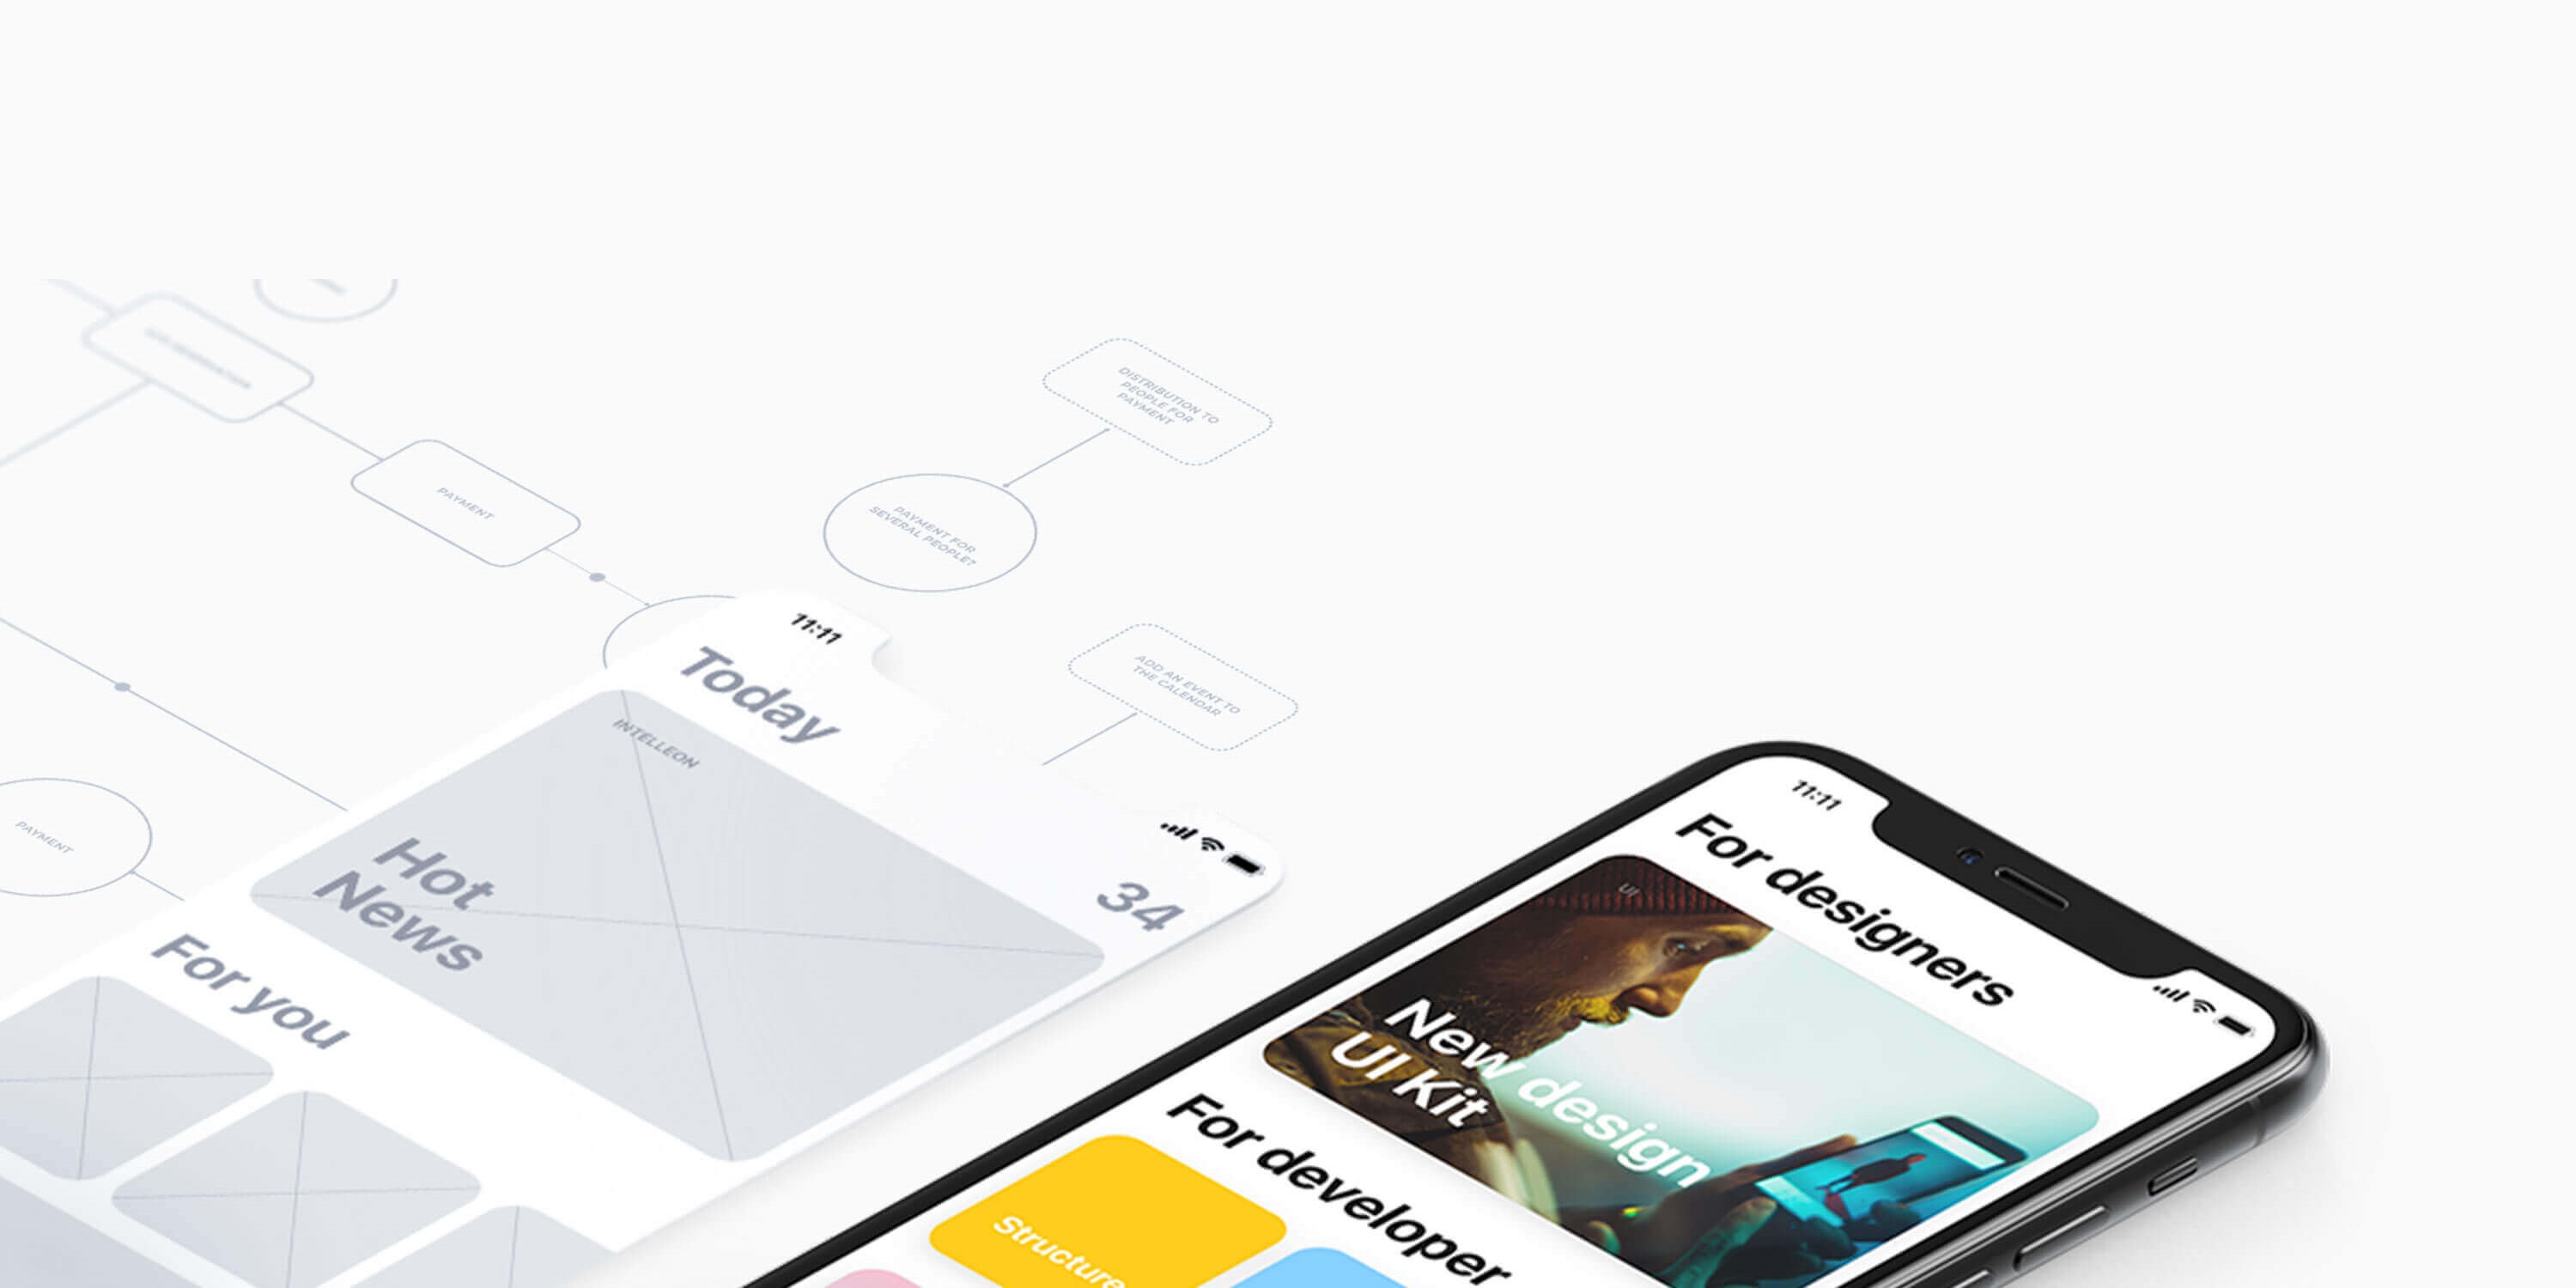 DISTRIBUTION TO
PEOPLE FOR
PAYMENT
PAYMENT
PAYMENT FOR
SEVERAL PEOPLE?
ADD AN EVENT TO
THE CALENDAR
PAYMENT
11:11
Today
34
INTELLEON
Hot
News
For you
11:11
For designers
UI
New design
UI Kit
For developer
Structure